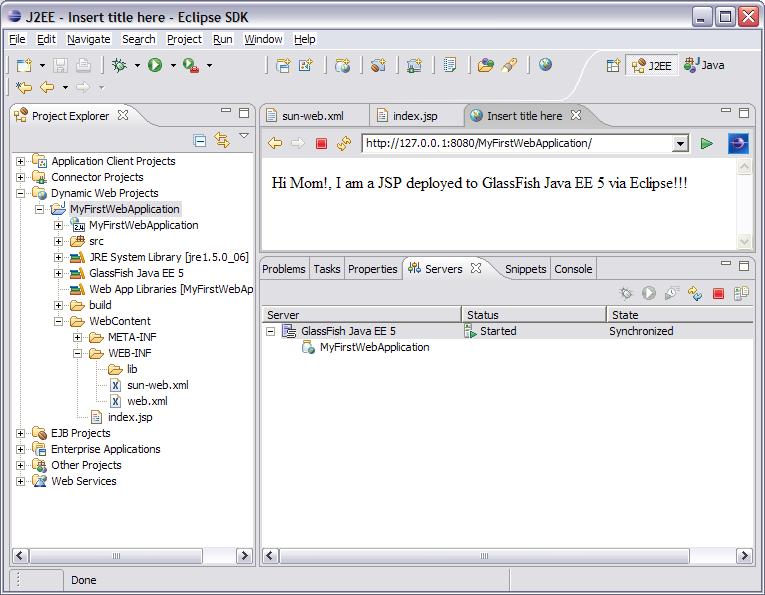 J2EE - Insert title here - Eclipse SDK
File Edit Navigate Search Project Run Window Help
J2EE Java
Project Explorer
Application Client Projects
Connector Projects
Dynamic Web Projects
MyFirstWebApplication
2.4 MyFirstWebApplication
src
JRE System Library [jre1.5.0_06]
GlassFish Java EE 5
Web App Libraries [MyFirstWebAp
build
WebContent
META-INF
WEB-INF
lib
sun-web.xml
web.xml
index.jsp
EJB Projects
Enterprise Applications
Other Projects
Web Services
sun-web.xml index.jsp Insert title here
http://127.0.0.1:8080/MyFirstWebApplication/
Hi Mom!, I am a JSP deployed to GlassFish Java EE 5 via Eclipse!!!
Problems Tasks Properties Servers Snippets Console
Server Status State
GlassFish Java EE 5 Started Synchronized
MyFirstWebApplication
Done